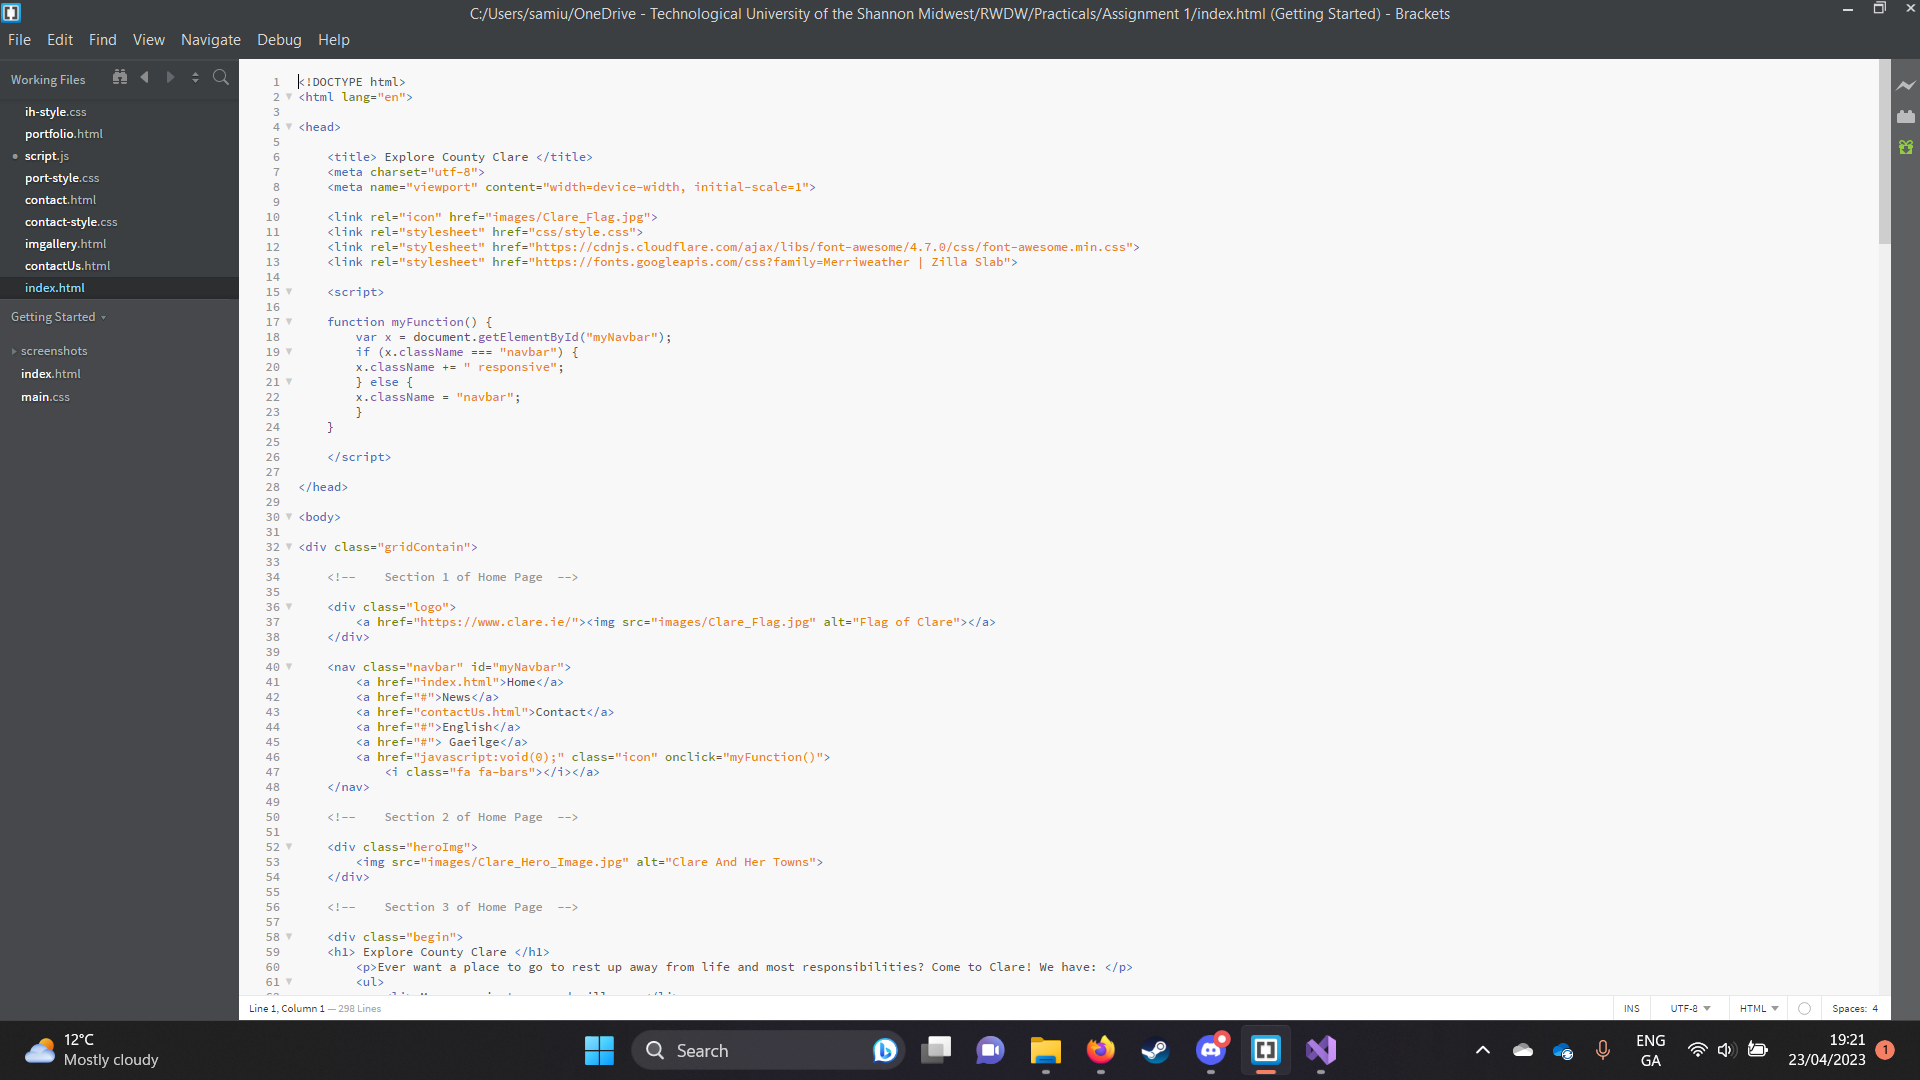 C:/Users/samiu/OneDrive - Technological University of the Shannon Midwest/RWDW/Practicals/Assignment 1/index.html (Getting Started) - Brackets
File Edit Find View Navigate Debug Help
Working Files
ih-style.css
portfolio.html
script.js
port-style.css
contact.html
contact-style.css
imgallery.html
contactUs.html
index.html
Getting Started
screenshots
index.html
main.css
1 <!DOCTYPE html>
2 <html lang="en">
3
4 <head>
5
6     <title> Explore County Clare </title>
7     <meta charset="utf-8">
8     <meta name="viewport" content="width=device-width, initial-scale=1">
9
10     <link rel="icon" href="images/Clare_Flag.jpg">
11     <link rel="stylesheet" href="css/style.css">
12     <link rel="stylesheet" href="https://cdnjs.cloudflare.com/ajax/libs/font-awesome/4.7.0/css/font-awesome.min.css">
13     <link rel="stylesheet" href="https://fonts.googleapis.com/css?family=Merriweather | Zilla Slab">
14
15     <script>
16
17     function myFunction() {
18         var x = document.getElementById("myNavbar");
19         if (x.className === "navbar") {
20         x.className += " responsive";
21         } else {
22         x.className = "navbar";
23         }
24     }
25
26     </script>
27
28 </head>
29
30 <body>
31
32 <div class="gridContain">
33
34     <!--    Section 1 of Home Page  -->
35
36     <div class="logo">
37         <a href="https://www.clare.ie/"><img src="images/Clare_Flag.jpg" alt="Flag of Clare"></a>
38     </div>
39
40     <nav class="navbar" id="myNavbar">
41         <a href="index.html">Home</a>
42         <a href="#">News</a>
43         <a href="contactUs.html">Contact</a>
44         <a href="#">English</a>
45         <a href="#"> Gaeilge</a>
46         <a href="javascript:void(0);" class="icon" onclick="myFunction()">
47             <i class="fa fa-bars"></i></a>
48     </nav>
49
50     <!--    Section 2 of Home Page  -->
51
52     <div class="heroImg">
53         <img src="images/Clare_Hero_Image.jpg" alt="Clare And Her Towns">
54     </div>
55
56     <!--    Section 3 of Home Page  -->
57
58     <div class="begin">
59     <h1> Explore County Clare </h1>
60         <p>Ever want a place to go to rest up away from life and most responsibilities? Come to Clare! We have: </p>
61         <ul>
Line 1, Column 1 — 298 Lines
INS UTF-8 HTML Spaces: 4
12°C
Mostly cloudy
Search
ENG
GA
19:21
23/04/2023
1